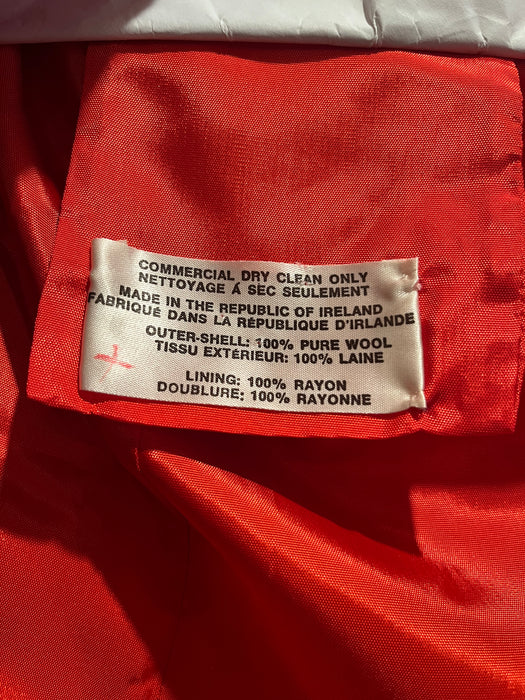 COMMERCIAL DRY CLEAN ONLY
NETTOYAGE Á SEC SEULEMENT
MADE IN THE REPUBLIC OF IRELAND
FABRIQUÉ DANS LA RÉPUBLIQUE D'IRLANDE
OUTER-SHELL: 100% PURE WOOL
TISSU EXTÉRIEUR: 100% LAINE
LINING: 100% RAYON
DOUBLURE: 100% RAYONNE